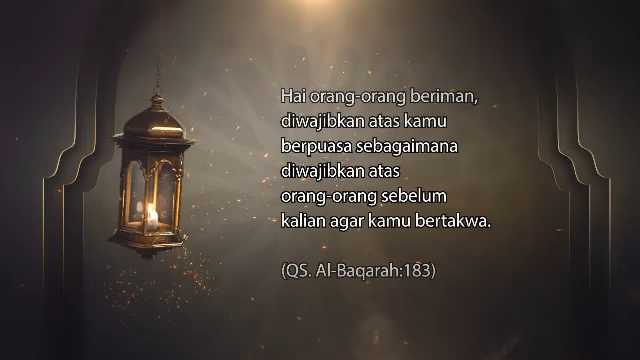 Hai orang-orang beriman,
diwajibkan atas kamu
berpuasa sebagaimana
diwajibkan atas
orang-orang sebelum
kalian agar kamu bertakwa.
(QS. Al-Baqarah:183)